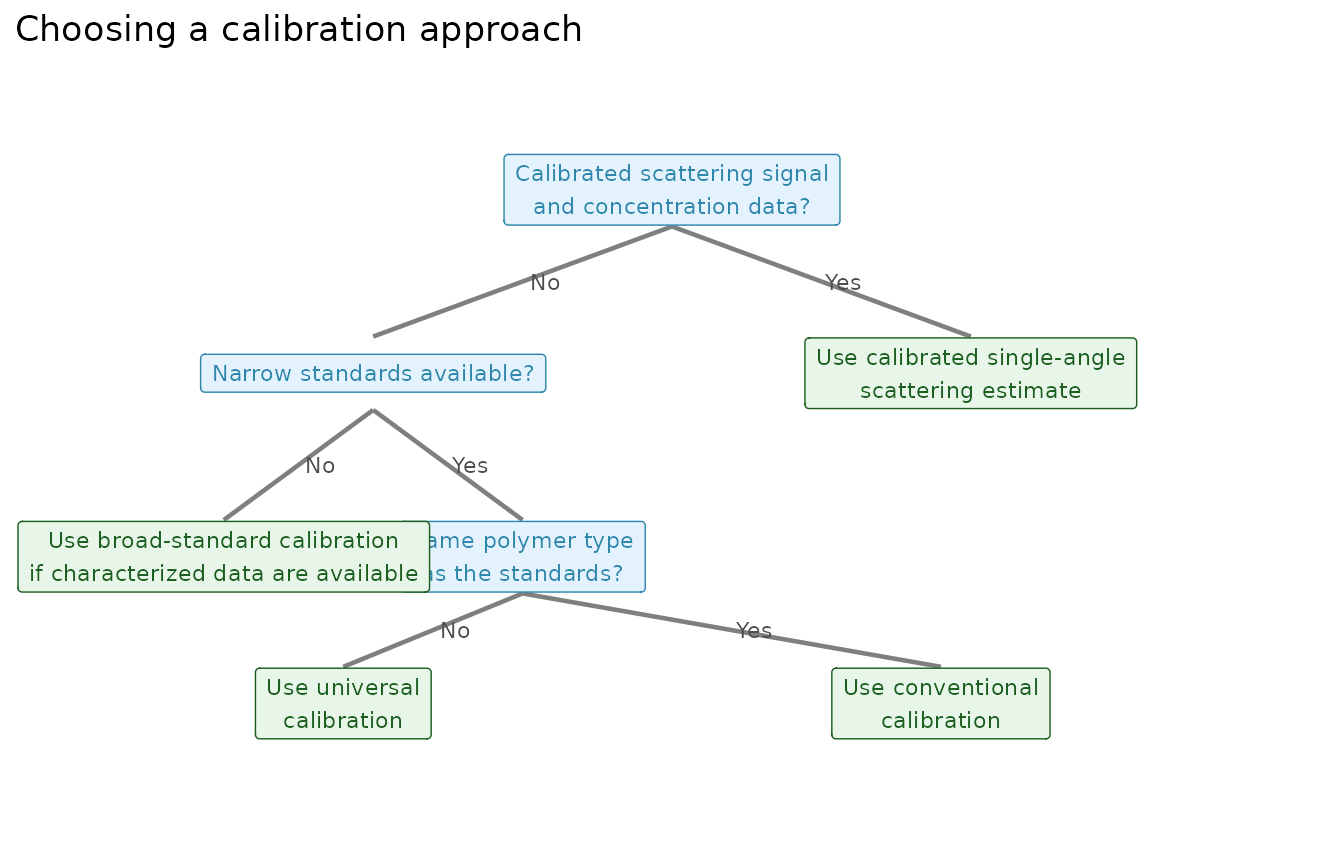 Choosing a calibration approach
Calibrated scattering signal
and concentration data?
No
Yes
Narrow standards available?
Use calibrated single-angle
scattering estimate
No
Yes
Use broad-standard calibration
if characterized data are available
polymer type
the standards?
No
Yes
Use universal
calibration
Use conventional
calibration